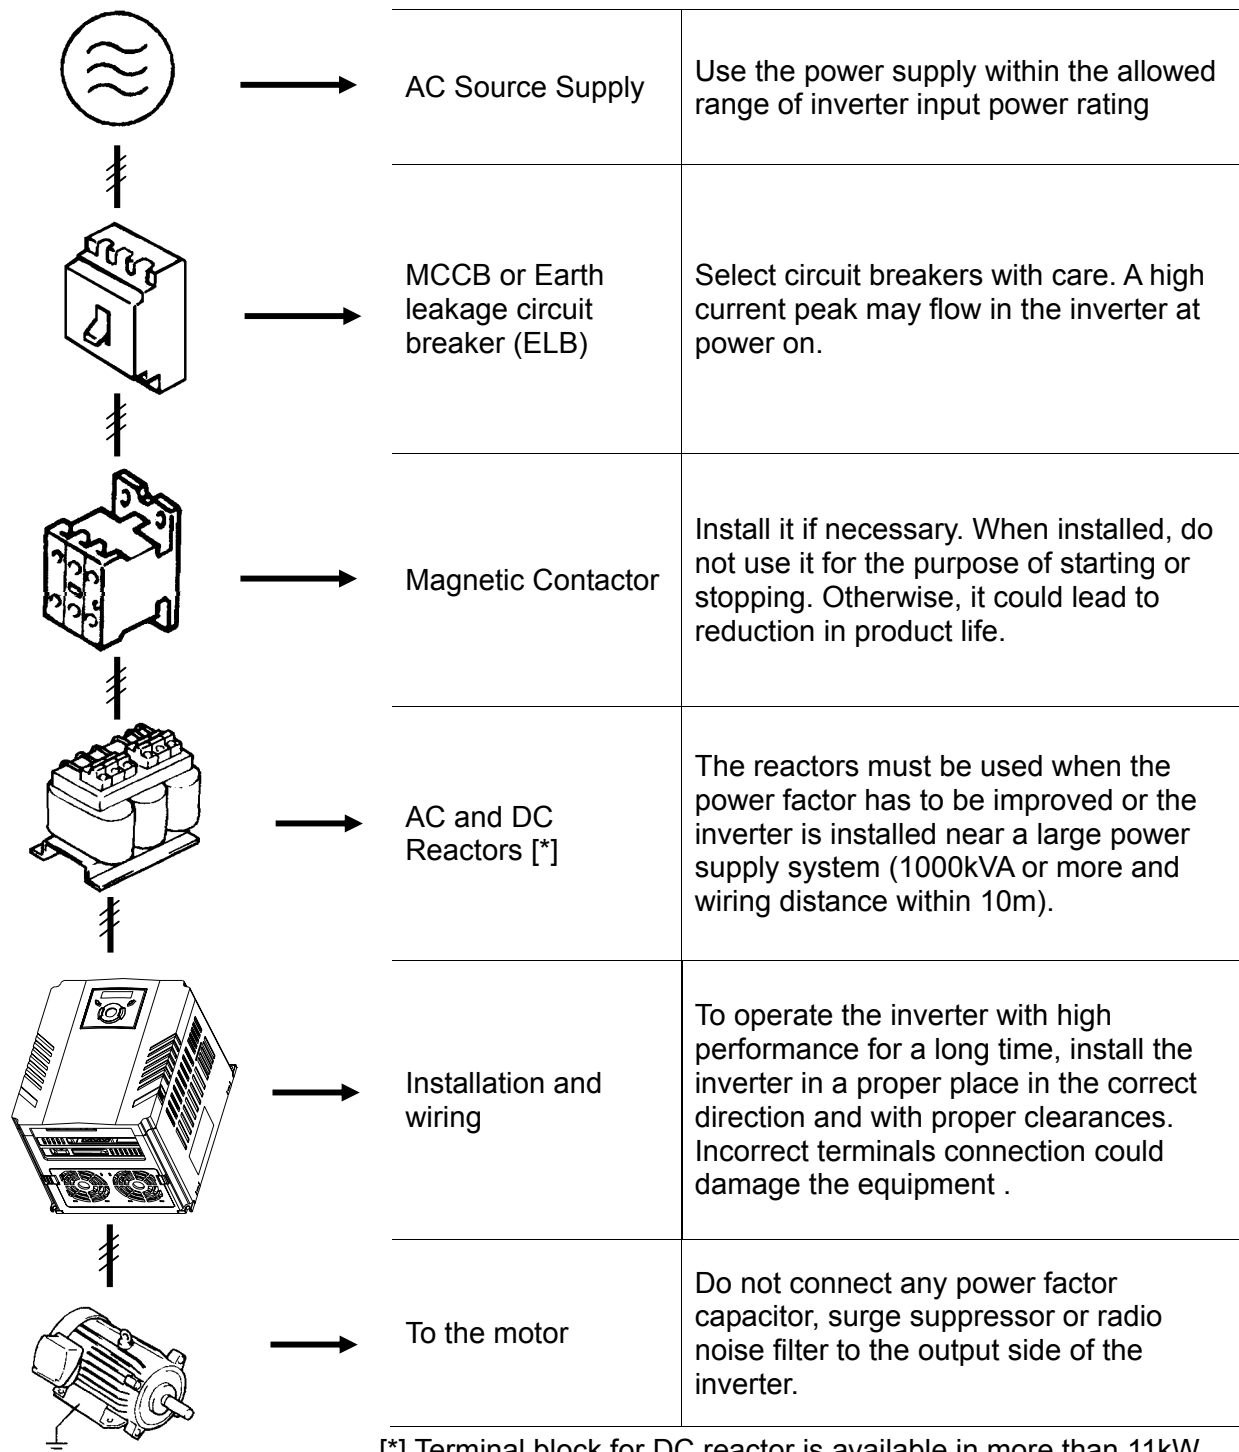 AC Source Supply
Use the power supply within the allowed
range of inverter input power rating
MCCB or Earth
leakage circuit
breaker (ELB)
Select circuit breakers with care. A high
current peak may flow in the inverter at
power on.
Magnetic Contactor
Install it if necessary. When installed, do
not use it for the purpose of starting or
stopping. Otherwise, it could lead to
reduction in product life.
AC and DC
Reactors [*]
The reactors must be used when the
power factor has to be improved or the
inverter is installed near a large power
supply system (1000kVA or more and
wiring distance within 10m).
Installation and
wiring
To operate the inverter with high
performance for a long time, install the
inverter in a proper place in the correct
direction and with proper clearances.
Incorrect terminals connection could
damage the equipment .
To the motor
Do not connect any power factor
capacitor, surge suppressor or radio
noise filter to the output side of the
inverter.
[*] Terminal block for DC reactor is available in more than 11kW